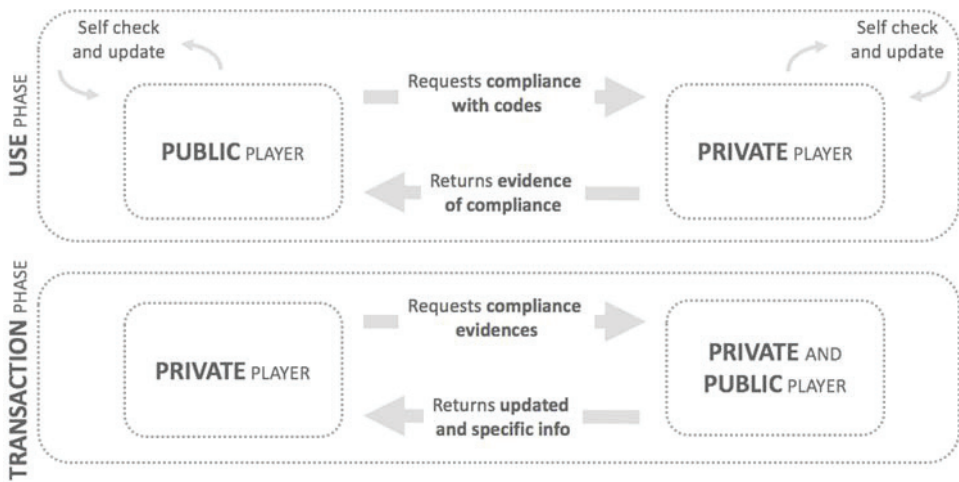 USE PHASE
Self check
and update
PUBLIC PLAYER
Requests compliance
with codes
Returns evidence
of compliance
Self check
and update
PRIVATE PLAYER
TRANSACTION PHASE
PRIVATE PLAYER
Requests compliance
evidences
Returns updated
and specific info
PRIVATE AND
PUBLIC PLAYER